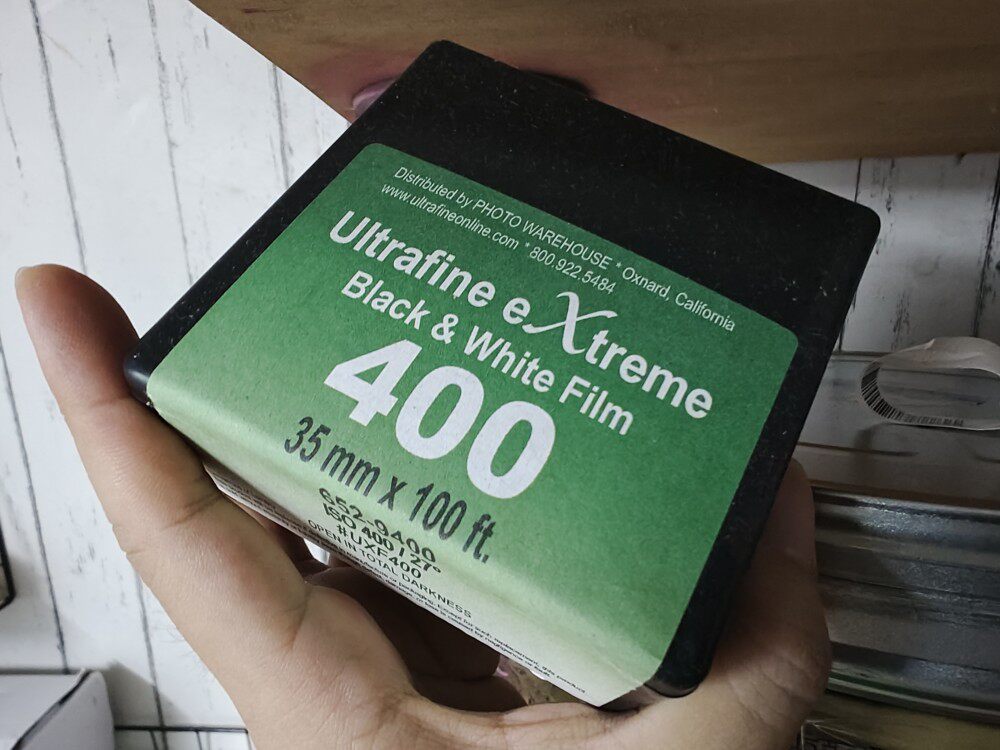 Distributed by PHOTO WAREHOUSE * Oxnard, California
www.ultrafineonline.com * 800.922.5484
Ultrafine eXtreme
Black & White Film
400
35 mm x 100 ft.
652-9400
ISO 400 / 27°
#UXF400
OPEN IN TOTAL DARKNESS